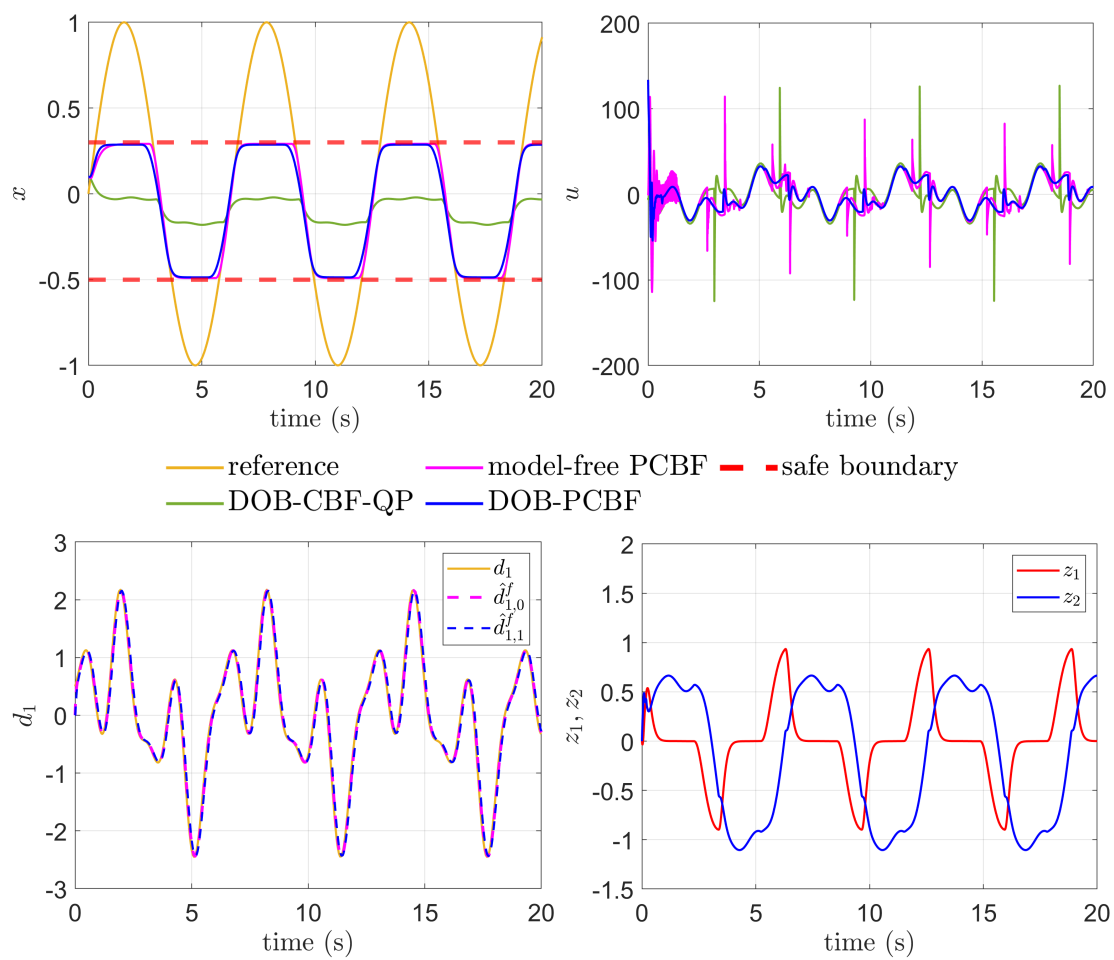 1
0.5
0
-0.5
-1
x
0 5 10 15 20
time (s)
200
100
0
-100
-200
u
0 5 10 15 20
time (s)
reference
model-free PCBF
safe boundary
DOB-CBF-QP
DOB-PCBF
3
2
1
0
-1
-2
-3
d₁
d₁
d̂ᶠ₁,₀
d̂ᶠ₁,₁
0 5 10 15 20
time (s)
2
1.5
1
0.5
0
-0.5
-1
-1.5
z₁, z₂
z₁
z₂
0 5 10 15 20
time (s)